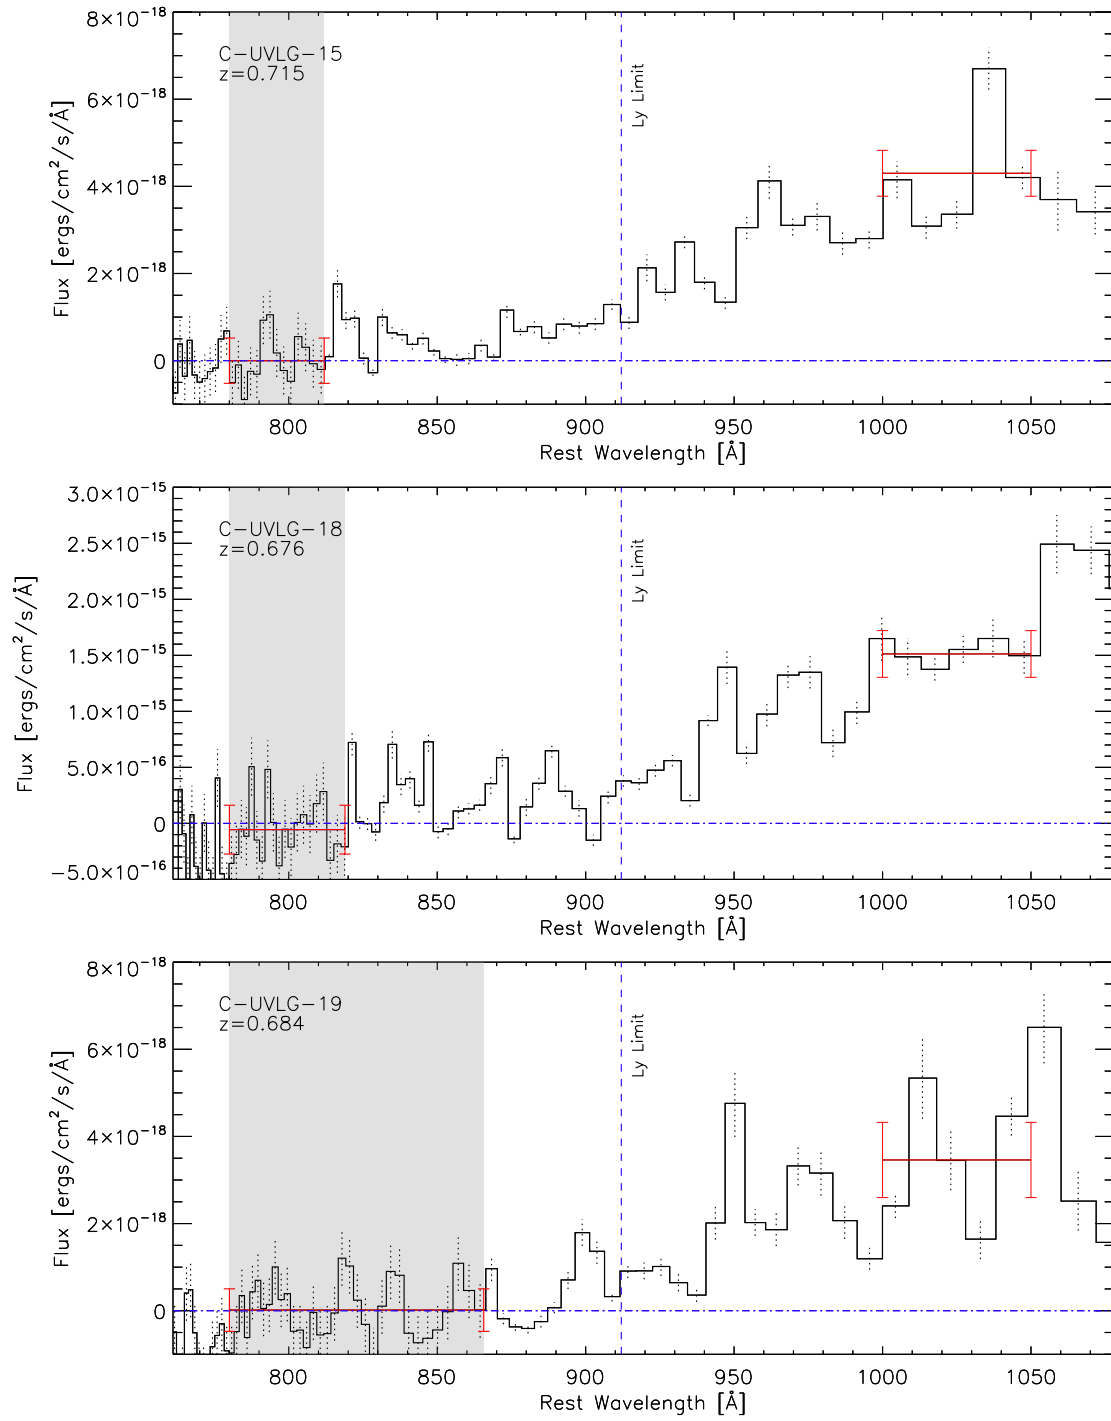 8×10⁻¹⁸
6×10⁻¹⁸
4×10⁻¹⁸
2×10⁻¹⁸
0
Flux [ergs/cm²/s/Å]
C-UVLG-15
z=0.715
Ly Limit
800 850 900 950 1000 1050
Rest Wavelength [Å]
3.0×10⁻¹⁵
2.5×10⁻¹⁵
2.0×10⁻¹⁵
1.5×10⁻¹⁵
1.0×10⁻¹⁵
5.0×10⁻¹⁶
0
−5.0×10⁻¹⁶
Flux [ergs/cm²/s/Å]
C-UVLG-18
z=0.676
Ly Limit
800 850 900 950 1000 1050
Rest Wavelength [Å]
8×10⁻¹⁸
6×10⁻¹⁸
4×10⁻¹⁸
2×10⁻¹⁸
0
Flux [ergs/cm²/s/Å]
C-UVLG-19
z=0.684
Ly Limit
800 850 900 950 1000 1050
Rest Wavelength [Å]